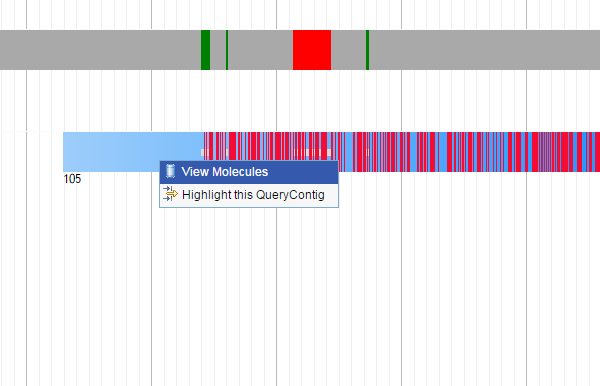 View Molecules
105
Highlight this QueryContig